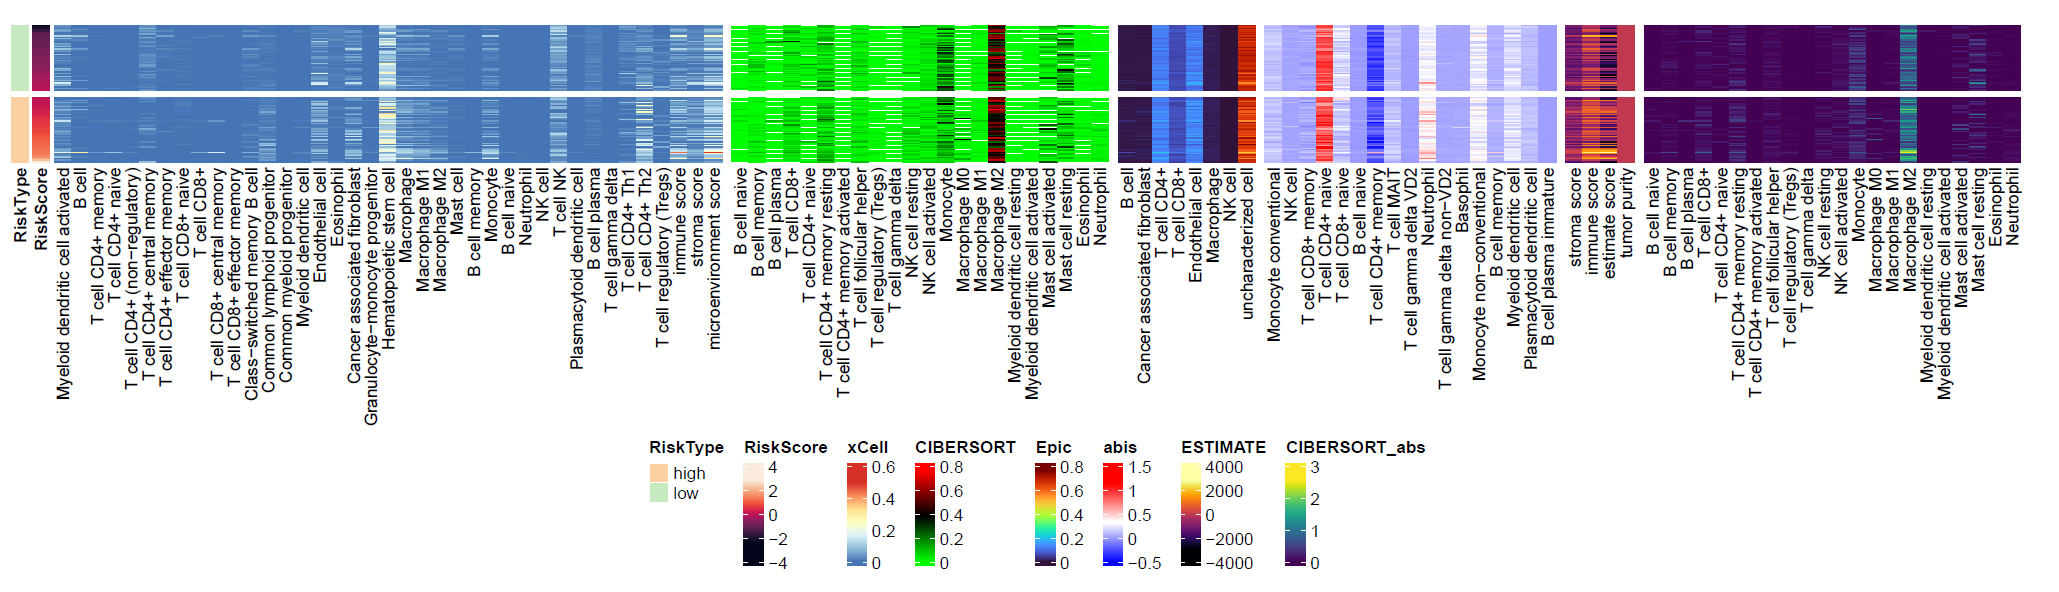 RiskType
RiskScore
Myeloid dendritic cell activated
B cell
T cell CD4+ memory
T cell CD4+ naive
T cell CD4+ (non−regulatory)
T cell CD4+ central memory
T cell CD4+ effector memory
T cell CD8+ naive
T cell CD8+
T cell CD8+ central memory
T cell CD8+ effector memory
Class−switched memory B cell
Common lymphoid progenitor
Common myeloid progenitor
Myeloid dendritic cell
Endothelial cell
Eosinophil
Cancer associated fibroblast
Granulocyte−monocyte progenitor
Hematopoietic stem cell
Macrophage
Macrophage M1
Macrophage M2
Mast cell
B cell memory
Monocyte
B cell naive
Neutrophil
NK cell
T cell NK
Plasmacytoid dendritic cell
B cell plasma
T cell gamma delta
T cell CD4+ Th1
T cell CD4+ Th2
T cell regulatory (Tregs)
immune score
stroma score
microenvironment score
B cell naive
B cell memory
B cell plasma
T cell CD8+
T cell CD4+ naive
T cell CD4+ memory resting
T cell CD4+ memory activated
T cell follicular helper
T cell regulatory (Tregs)
T cell gamma delta
NK cell resting
NK cell activated
Monocyte
Macrophage M0
Macrophage M1
Macrophage M2
Myeloid dendritic cell resting
Myeloid dendritic cell activated
Mast cell activated
Mast cell resting
Eosinophil
Neutrophil
B cell
Cancer associated fibroblast
T cell CD4+
T cell CD8+
Endothelial cell
Macrophage
NK cell
uncharacterized cell
Monocyte conventional
NK cell
T cell CD8+ memory
T cell CD4+ naive
T cell CD8+ naive
B cell naive
T cell CD4+ memory
T cell MAIT
T cell gamma delta VD2
Neutrophil
T cell gamma delta non−VD2
Basophil
Monocyte non−conventional
B cell memory
Myeloid dendritic cell
Plasmacytoid dendritic cell
B cell plasma immature
stroma score
immune score
estimate score
tumor purity
B cell naive
B cell memory
B cell plasma
T cell CD8+
T cell CD4+ naive
T cell CD4+ memory resting
T cell CD4+ memory activated
T cell follicular helper
T cell regulatory (Tregs)
T cell gamma delta
NK cell resting
NK cell activated
Monocyte
Macrophage M0
Macrophage M1
Macrophage M2
Myeloid dendritic cell resting
Myeloid dendritic cell activated
Mast cell activated
Mast cell resting
Eosinophil
Neutrophil
RiskType
high
low
RiskScore
4
2
0
−2
−4
xCell
0.6
0.4
0.2
0
CIBERSORT
0.8
0.6
0.4
0.2
0
Epic
0.8
0.6
0.4
0.2
0
abis
1.5
1
0.5
0
−0.5
ESTIMATE
4000
2000
0
−2000
−4000
CIBERSORT_abs
3
2
1
0